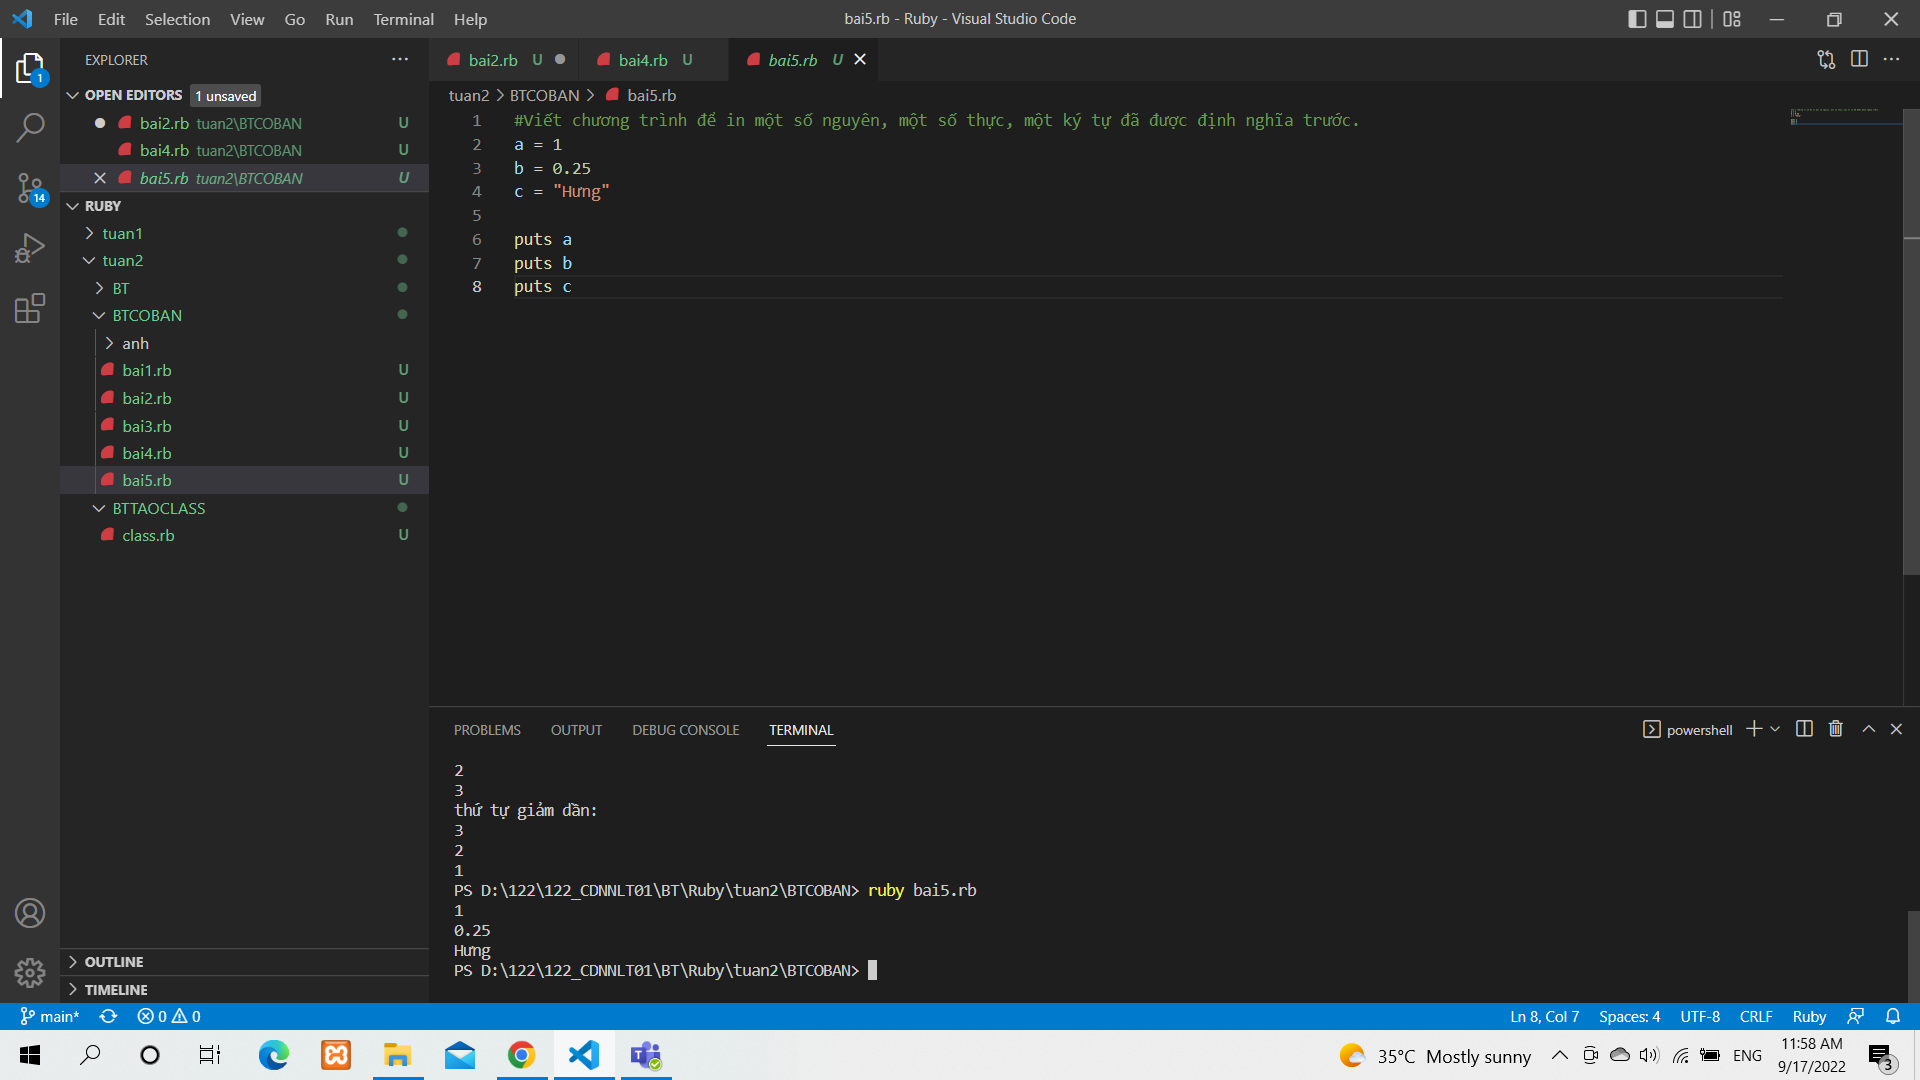 File Edit Selection View Go Run Terminal Help
bai5.rb - Ruby - Visual Studio Code
EXPLORER
OPEN EDITORS 1 unsaved
bai2.rb tuan2\BTCOBAN U
bai4.rb tuan2\BTCOBAN U
bai5.rb tuan2\BTCOBAN U
RUBY
tuan1
tuan2
BT
BTCOBAN
anh
bai1.rb U
bai2.rb U
bai3.rb U
bai4.rb U
bai5.rb U
BTTAOCLASS
class.rb U
OUTLINE
TIMELINE
1
14
bai2.rb U
bai4.rb U
bai5.rb U
tuan2 > BTCOBAN > bai5.rb
1 #Viết chương trình để in một số nguyên, một số thực, một ký tự đã được định nghĩa trước.
2 a = 1
3 b = 0.25
4 c = "Hưng"
5
6 puts a
7 puts b
8 puts c
PROBLEMS OUTPUT DEBUG CONSOLE TERMINAL
powershell
2
3
thứ tự giảm dần:
3
2
1
PS D:\122\122_CDNNLT01\BT\Ruby\tuan2\BTCOBAN> ruby bai5.rb
1
0.25
Hưng
PS D:\122\122_CDNNLT01\BT\Ruby\tuan2\BTCOBAN>
main* 0 0
Ln 8, Col 7 Spaces: 4 UTF-8 CRLF Ruby
35°C Mostly sunny
ENG
11:58 AM
9/17/2022
3